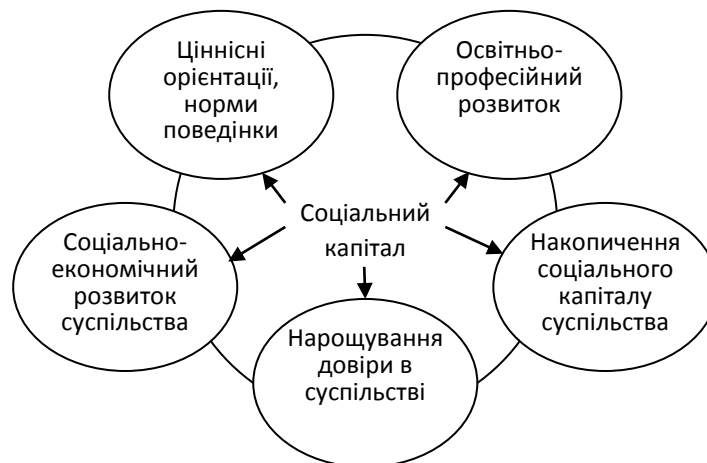 Ціннісні
орієнтації,
норми
поведінки
Освітньо-
професійний
розвиток
Соціальний
капітал
Соціально-
економічний
розвиток
суспільства
Накопичення
соціального
капіталу
суспільства
Нарощування
довіри в
суспільстві